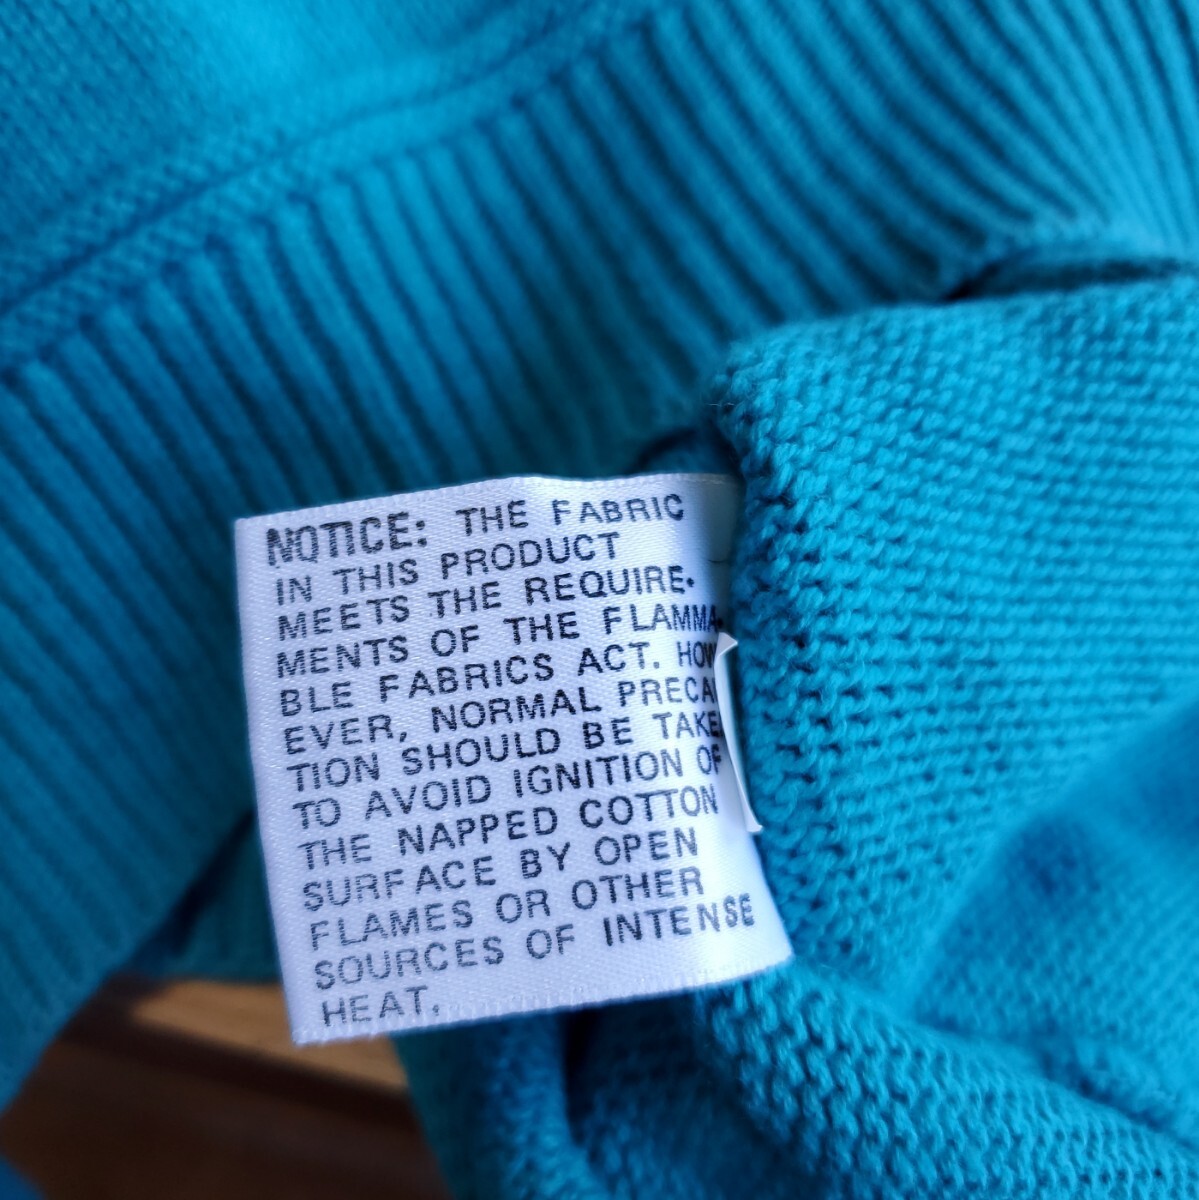 NOTICE: THE FABRIC
IN THIS PRODUCT
MEETS THE REQUIRE-
MENTS OF THE FLAMMA-
BLE FABRICS ACT. HOW
EVER, NORMAL PRECAU
TION SHOULD BE TAKEN
TO AVOID IGNITION OF
THE NAPPED COTTON
SURFACE BY OPEN
FLAMES OR OTHER
SOURCES OF INTENSE
HEAT.